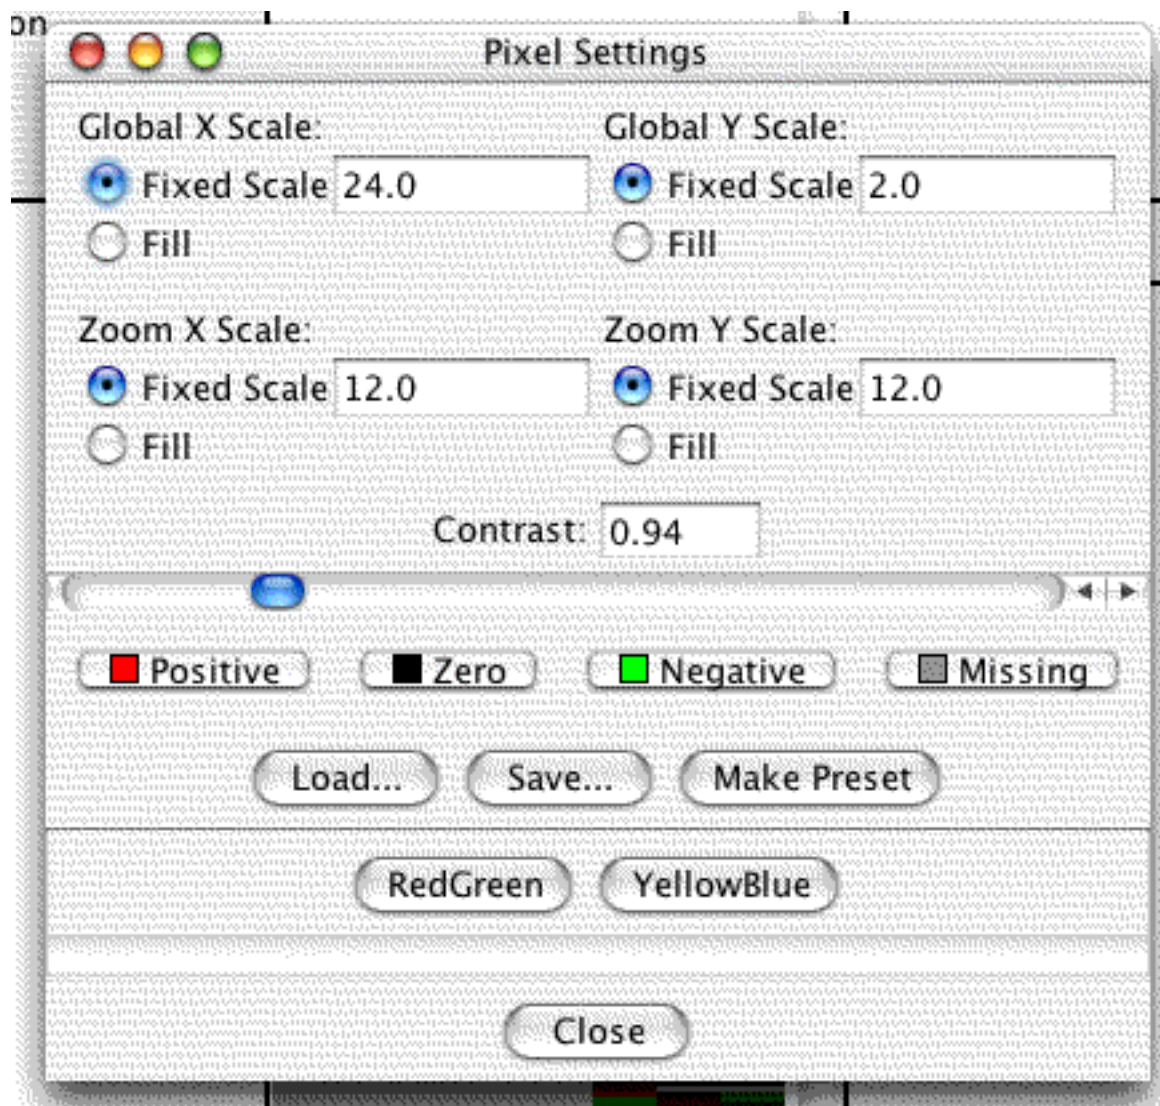 on
Pixel Settings
Global X Scale: Global Y Scale:
Fixed Scale 24.0 Fixed Scale 2.0
Fill Fill
Zoom X Scale: Zoom Y Scale:
Fixed Scale 12.0 Fixed Scale 12.0
Fill Fill
Contrast: 0.94
Positive Zero Negative Missing
Load... Save... Make Preset
RedGreen YellowBlue
Close